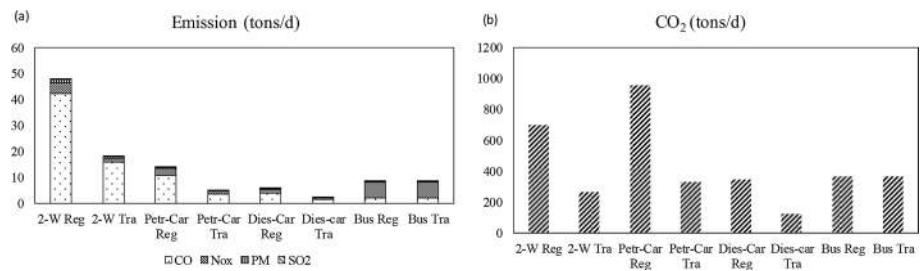 (a)
Emission (tons/d)
60
50
40
30
20
10
0
2-W Reg 2-W Tra Petr-Car Reg Petr-Car Tra Dies-Car Reg Dies-car Tra Bus Reg Bus Tra
CO Nox PM SO2
(b)
CO₂ (tons/d)
1200
1000
800
600
400
200
0
2-W Reg 2-W Tra Petr-Car Reg Petr-Car Tra Dies-Car Reg Dies-car Tra Bus Reg Bus Tra